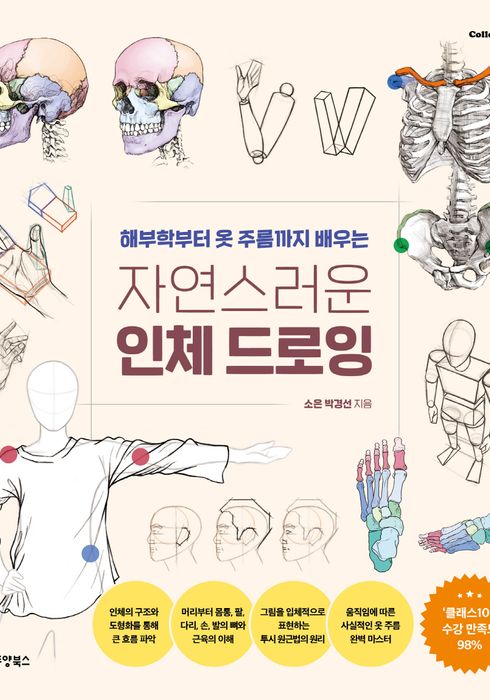 해부학부터 옷 주름까지 배우는
자연스러운
인체 드로잉
소은 박경선 지음
인체의 구조와
도형화를 통해
큰 흐름 파악
머리부터 몸통, 팔,
다리, 손, 발의 뼈와
근육의 이해
그림을 입체적으로
표현하는
투시 원근법의 원리
움직임에 따른
사실적인 옷 주름
완벽 마스터
수강 만족도
98%